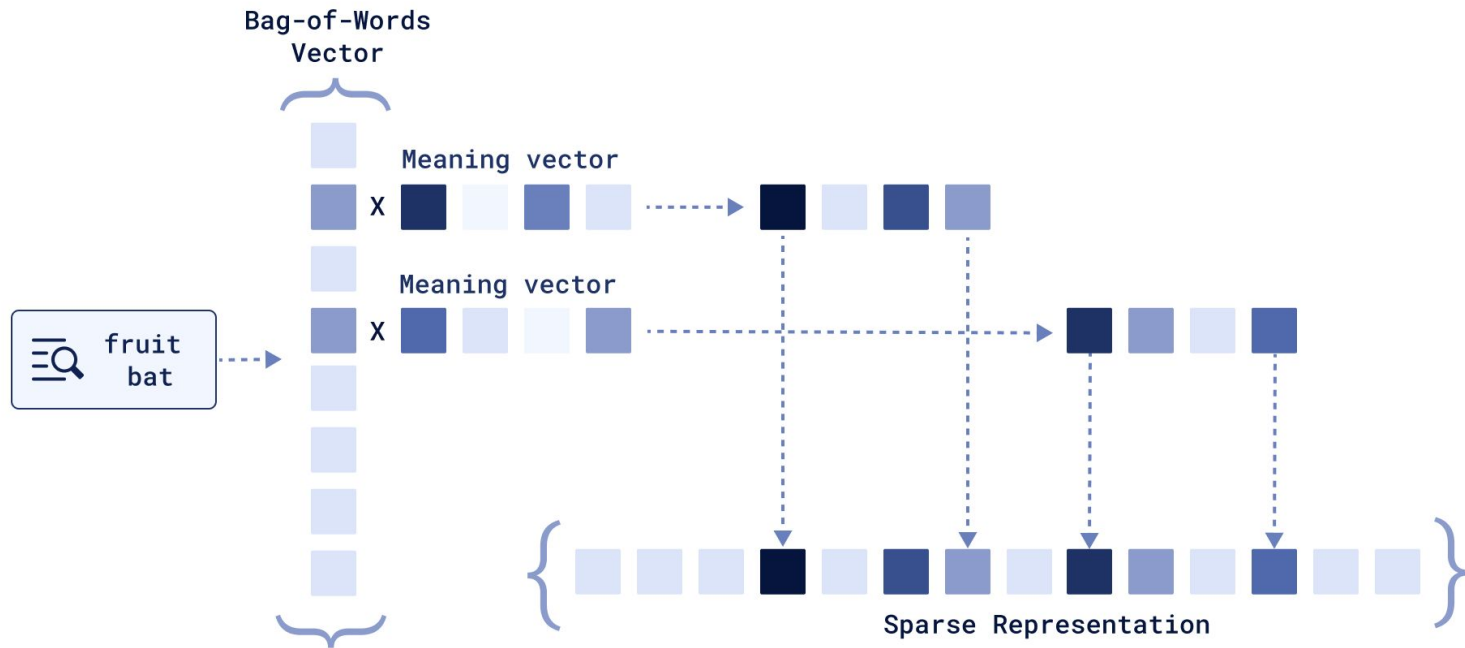 Bag-of-Words
Vector
Meaning vector
X
Meaning vector
X
fruit
bat
Sparse Representation